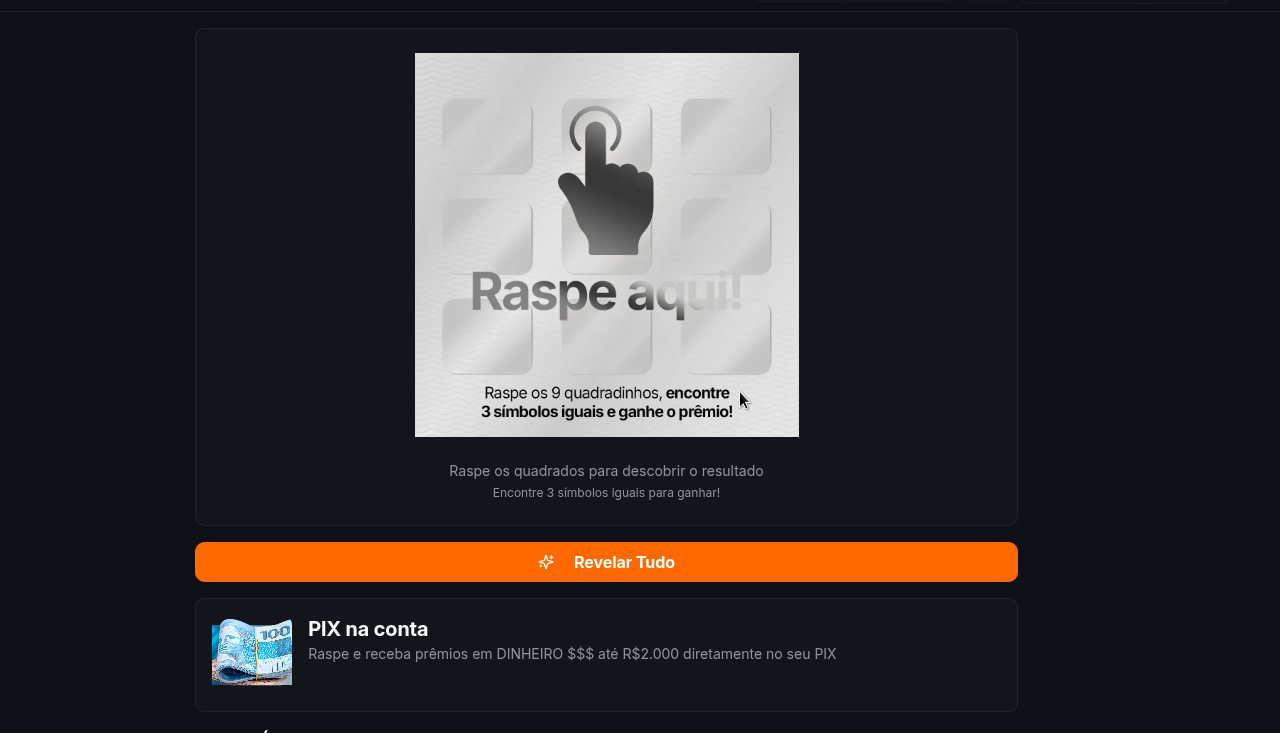 Raspe aqui!
Raspe os 9 quadradinhos, encontre
3 símbolos iguais e ganhe o prêmio!
Raspe os quadrados para descobrir o resultado
Encontre 3 símbolos iguais para ganhar!
Revelar Tudo
100
PIX na conta
Raspe e receba prêmios em DINHEIRO $$$ até R$2.000 diretamente no seu PIX